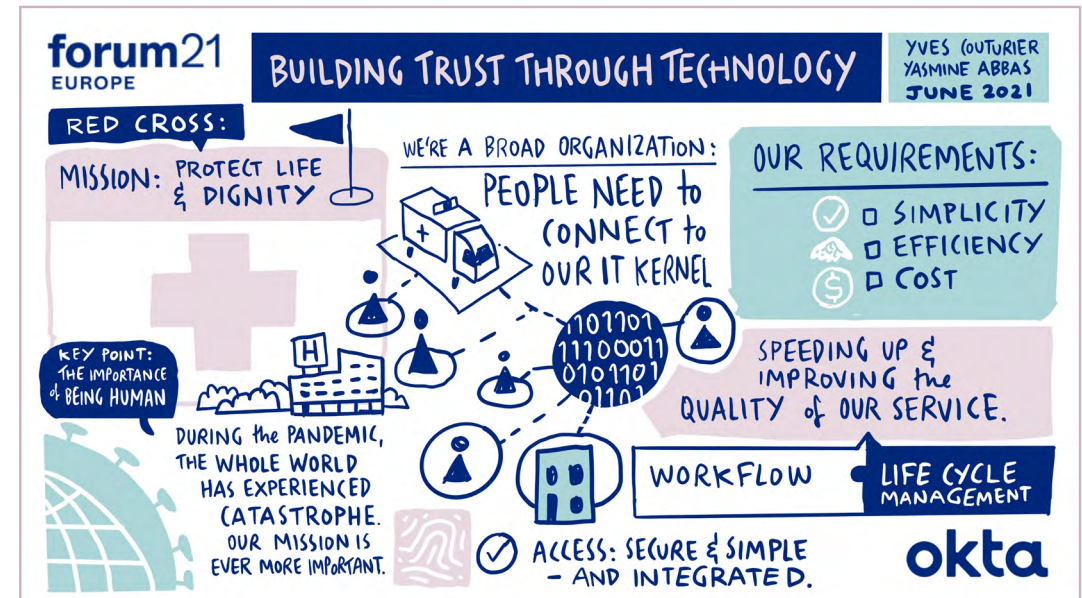 forum21
EUROPE
BUILDING TRUST THROUGH TECHNOLOGY
YVES COUTURIER
YASMINE ABBAS
JUNE 2021
RED CROSS:
MISSION: PROTECT LIFE
& DIGNITY
WE'RE A BROAD ORGANIZATION:
PEOPLE NEED to
CONNECT to
OUR IT KERNEL
OUR REQUIREMENTS:
SIMPLICITY
EFFICIENCY
$ COST
H
1101101
11100011
0101101
01101
KEY POINT:
THE IMPORTANCE
of BEING HUMAN
SPEEDING UP &
IMPROVING the
QUALITY of OUR SERVICE.
DURING the PANDEMIC,
THE WHOLE WORLD
HAS EXPERIENCED
CATASTROPHE.
OUR MISSION IS
EVER MORE IMPORTANT.
WORKFLOW
LIFE CYCLE
MANAGEMENT
ACCESS: SECURE & SIMPLE
- AND INTEGRATED.
okta